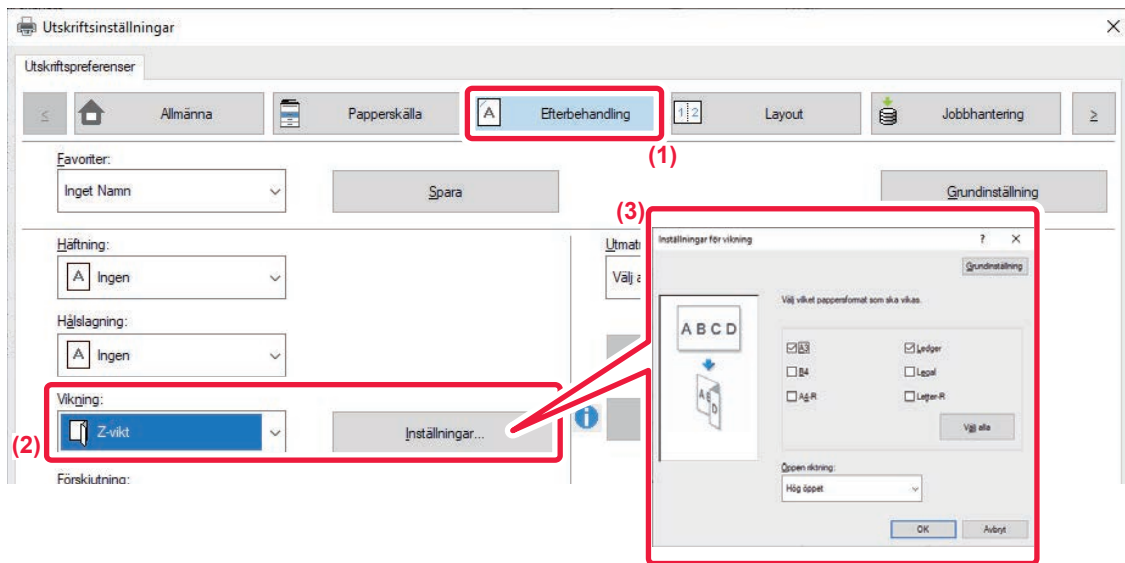 Utskriftsinställningar
Utskriftspreferenser
≤ Allmänna Papperskälla A Efterbehandling 1 2 Layout Jobbhantering ≥
(1)
Favoriter:
Inget Namn Spara Grundinställning
(3)
Häftning: Utmat
A Ingen Välj a
Hålslagning:
A Ingen
Vikning:
(2) Z-vikt Inställningar...
Förskjutning:
Inställningar för vikning ? ×
Grundinställning
Välj vilket pappersformat som ska vikas.
A B C D
A3 Ledger
B4 Legal
A4-R Letter-R
Välj alla
Öppen riktning:
Hög öppet
OK Avbryt